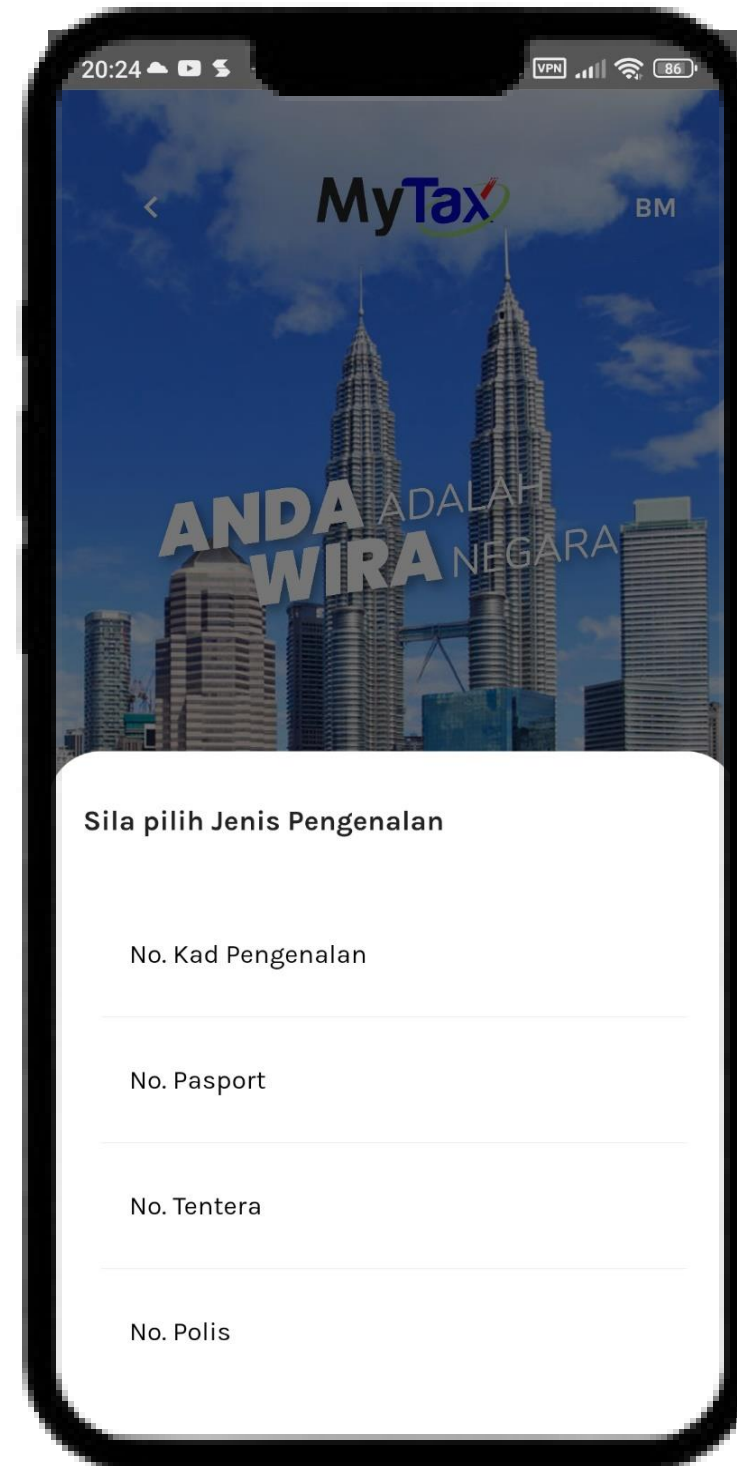 20:24
VPN
86
MyTax
BM
ANDA ADALAH
WIRA NEGARA
Sila pilih Jenis Pengenalan
No. Kad Pengenalan
No. Pasport
No. Tentera
No. Polis